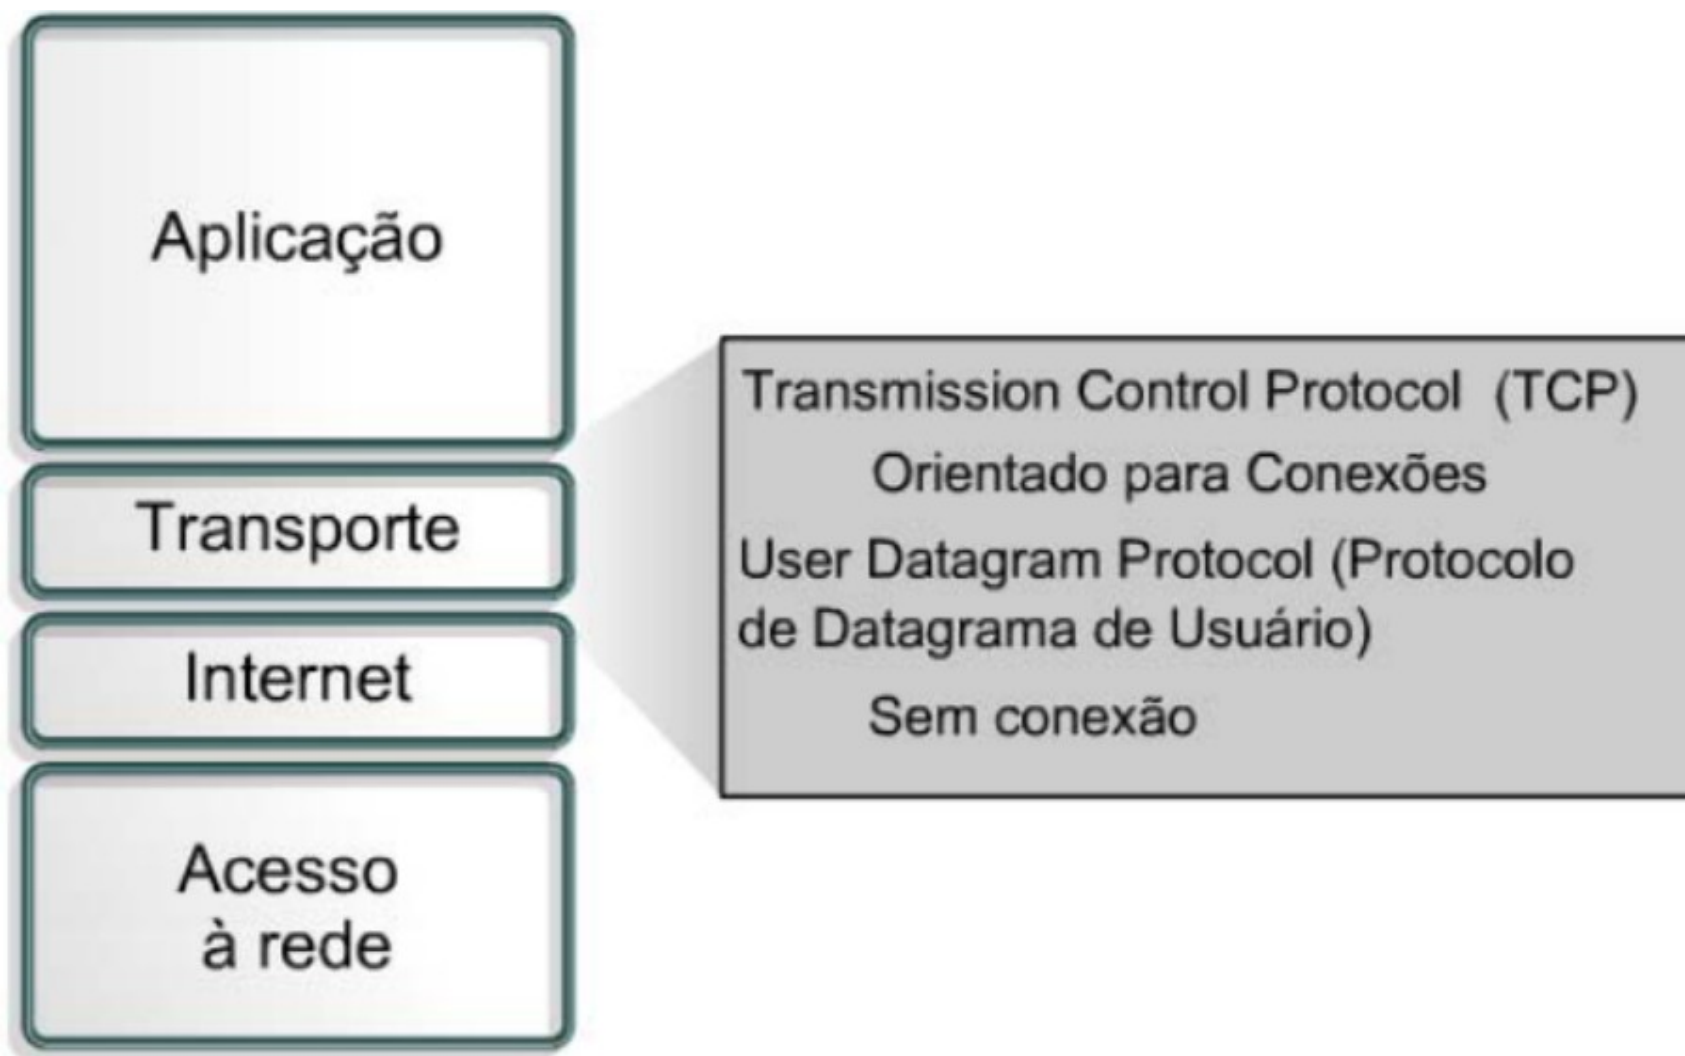 Aplicação
Transporte
Internet
Acesso
à rede
Transmission Control Protocol (TCP)
Orientado para Conexões
User Datagram Protocol (Protocolo
de Datagrama de Usuário)
Sem conexão